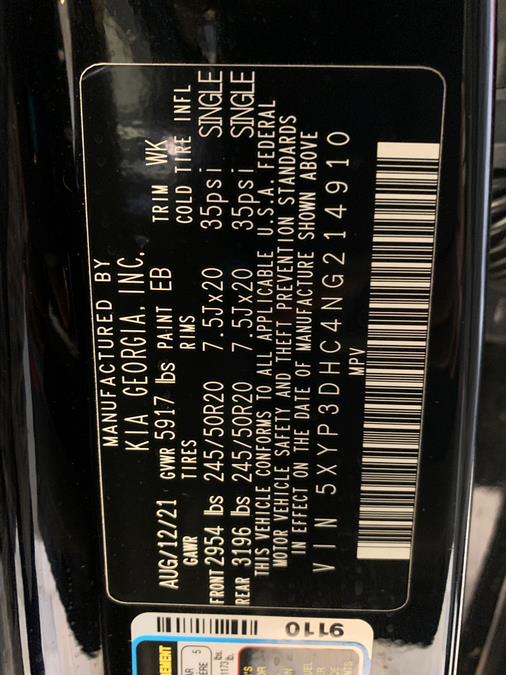 MANUFACTURED BY
KIA GEORGIA, INC.
AUG/12/21 GVWR 5917 lbs PAINT EB TRIM WK
GAWR TIRES RIMS COLD TIRE INFL
FRONT 2954 lbs 245/50R20 7.5Jx20 35psi SINGLE
REAR 3196 lbs 245/50R20 7.5Jx20 35psi SINGLE
THIS VEHICLE CONFORMS TO ALL APPLICABLE U.S.A. FEDERAL
MOTOR VEHICLE SAFETY AND THEFT PREVENTION STANDARDS
IN EFFECT ON THE DATE OF MANUFACTURE SHOWN ABOVE
VIN 5XYP3DHC4NG214910
MPV
9110
5